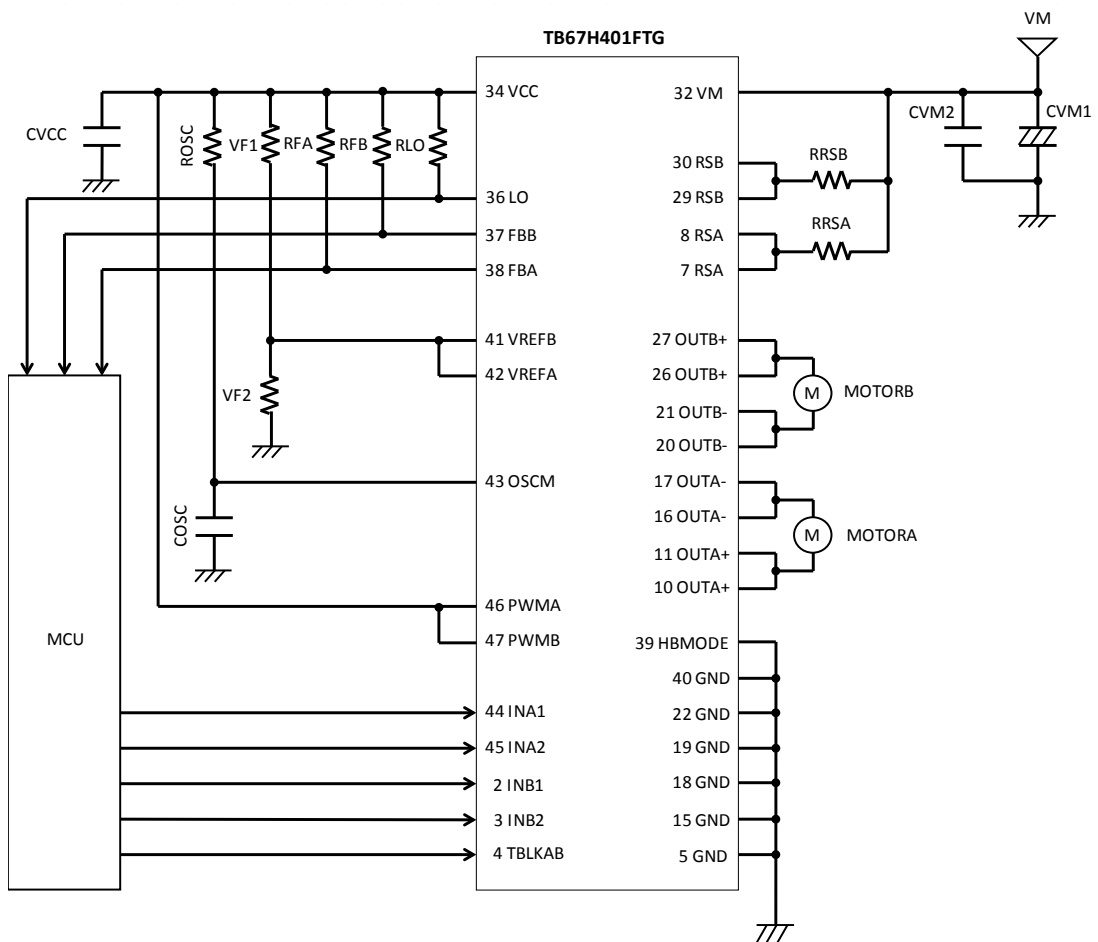 VM
TB67H401FTG
34 VCC
32 VM
CVCC
ROSC
VF1
RFA
RFB
RLO
CVM2
CVM1
30 RSB
RRSB
36 LO
29 RSB
37 FBB
8 RSA
RRSA
38 FBA
7 RSA
41 VREFB
27 OUTB+
42 VREFA
26 OUTB+
VF2
M
MOTORB
21 OUTB-
20 OUTB-
43 OSCM
17 OUTA-
COSC
16 OUTA-
M
MOTORA
11 OUTA+
10 OUTA+
46 PWMA
MCU
47 PWMB
39 HBMODE
40 GND
44 INA1
22 GND
45 INA2
19 GND
2 INB1
18 GND
3 INB2
15 GND
4 TBLKAB
5 GND